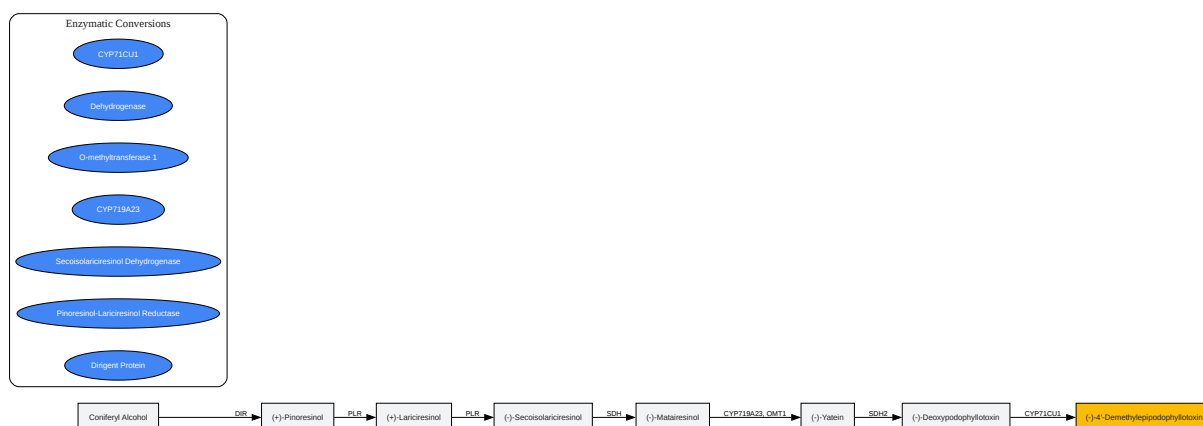 Enzymatic Conversions
CYP71CU1
Dehydrogenase
O-methyltransferase 1
CYP719A23
Secoisolariciresinol Dehydrogenase
Pinoresinol-Lariciresinol Reductase
Dirigent Protein
Coniferyl Alcohol
DIR
(+)-Pinoresinol
PLR
(+)-Lariciresinol
PLR
(-)-Secoisolariciresinol
SDH
(-)-Matairesinol
CYP719A23, OMT1
(-)-Yatein
SDH2
(-)-Deoxypodophyllotoxin
CYP71CU1
(-)-4'-Demethylepipodophyllotoxin